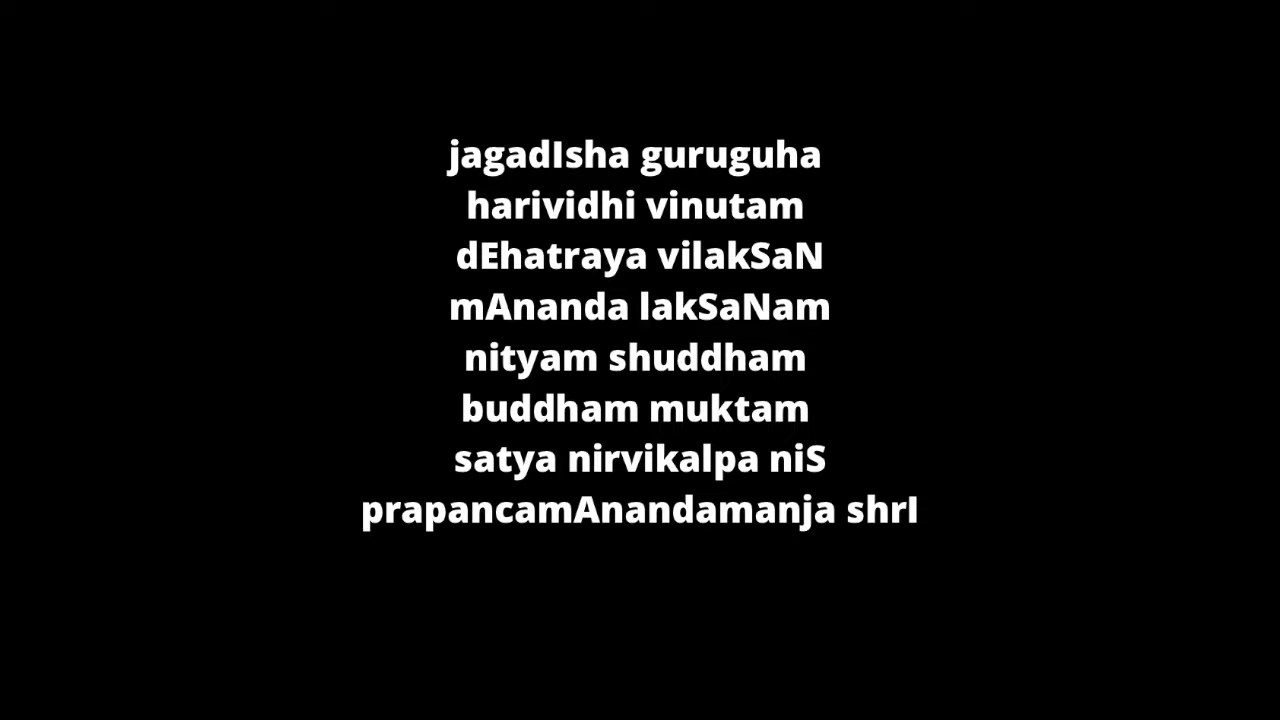 jagadIsha guruguha
harividhi vinutam
dEhatraya vilakSaN
mAnanda lakSaNam
nityam shuddham
buddham muktam
satya nirvikalpa niS
prapancamAnandamanja shrI